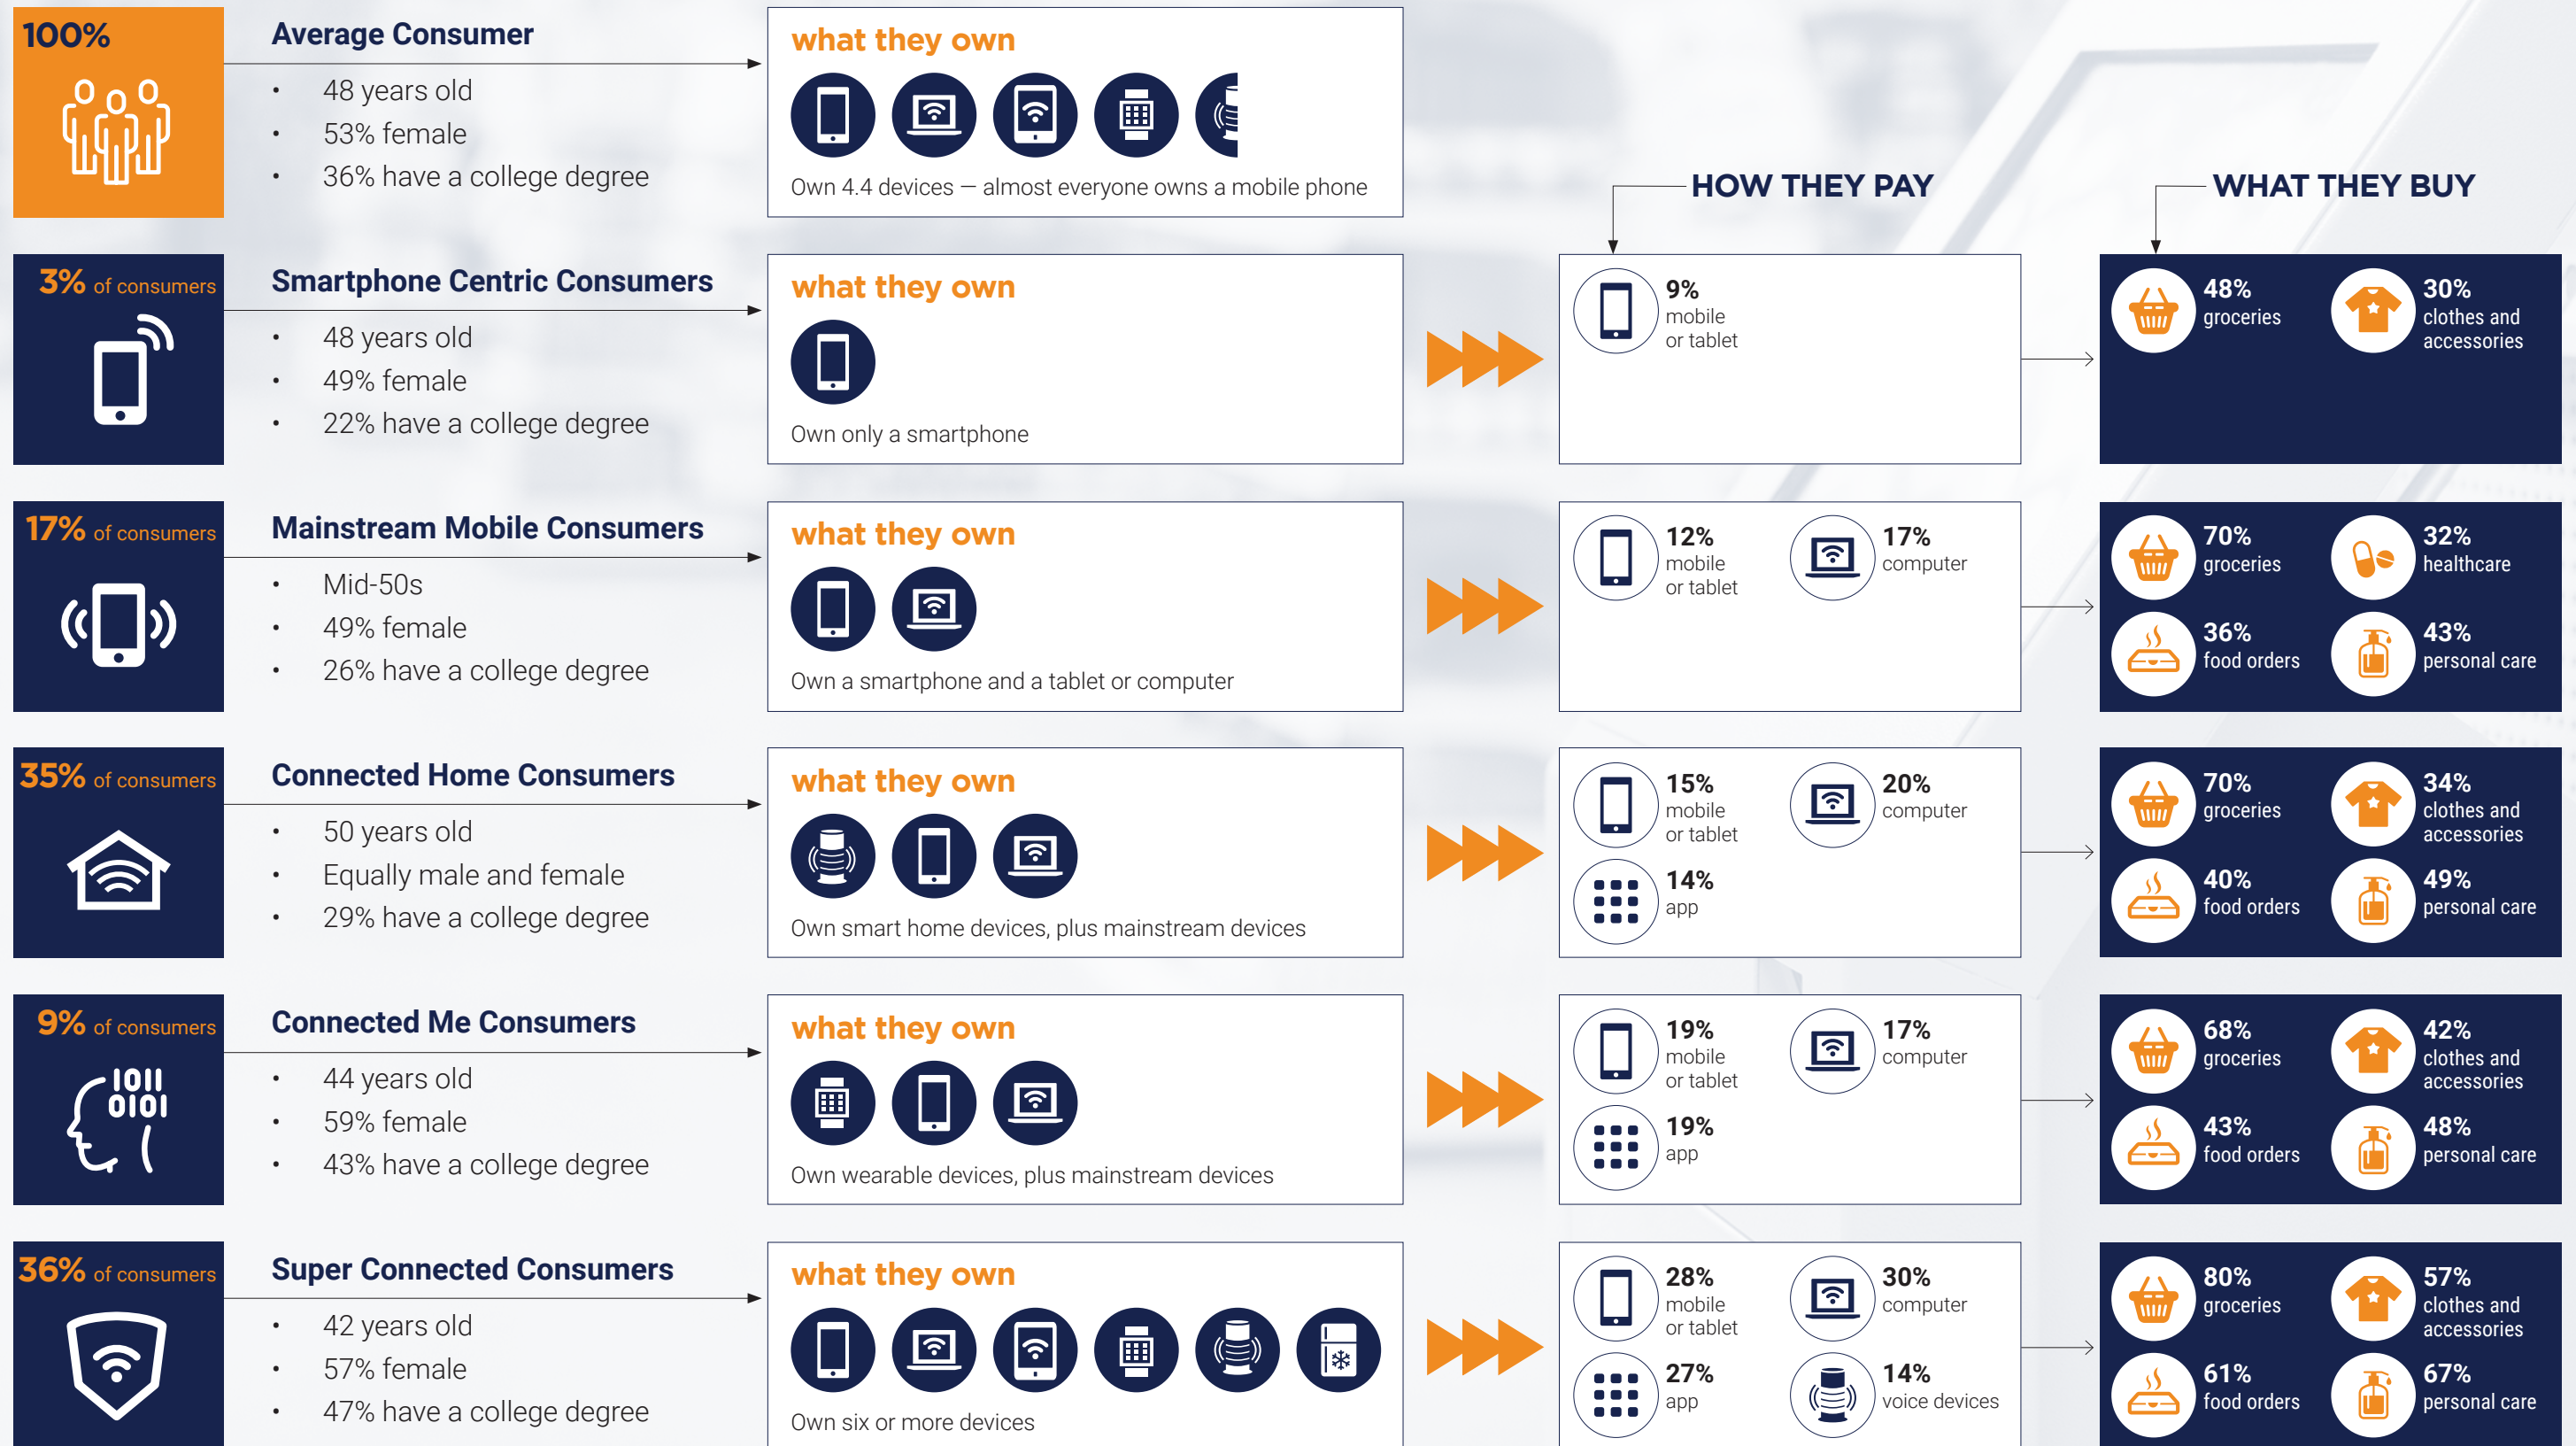 100%
Average Consumer
• 48 years old
• 53% female
• 36% have a college degree
what they own
Own 4.4 devices — almost everyone owns a mobile phone
HOW THEY PAY
WHAT THEY BUY
3% of consumers
Smartphone Centric Consumers
• 48 years old
• 49% female
• 22% have a college degree
what they own
Own only a smartphone
9%
mobile
or tablet
48%
groceries
30%
clothes and
accessories
17% of consumers
Mainstream Mobile Consumers
• Mid-50s
• 49% female
• 26% have a college degree
what they own
Own a smartphone and a tablet or computer
12%
mobile
or tablet
17%
computer
70%
groceries
32%
healthcare
36%
food orders
43%
personal care
35% of consumers
Connected Home Consumers
• 50 years old
• Equally male and female
• 29% have a college degree
what they own
Own smart home devices, plus mainstream devices
15%
mobile
or tablet
20%
computer
14%
app
70%
groceries
34%
clothes and
accessories
40%
food orders
49%
personal care
9% of consumers
1011
0101
Connected Me Consumers
• 44 years old
• 59% female
• 43% have a college degree
what they own
Own wearable devices, plus mainstream devices
19%
mobile
or tablet
17%
computer
19%
app
68%
groceries
42%
clothes and
accessories
43%
food orders
48%
personal care
36% of consumers
Super Connected Consumers
• 42 years old
• 57% female
• 47% have a college degree
what they own
Own six or more devices
28%
mobile
or tablet
30%
computer
27%
app
14%
voice devices
80%
groceries
57%
clothes and
accessories
61%
food orders
67%
personal care